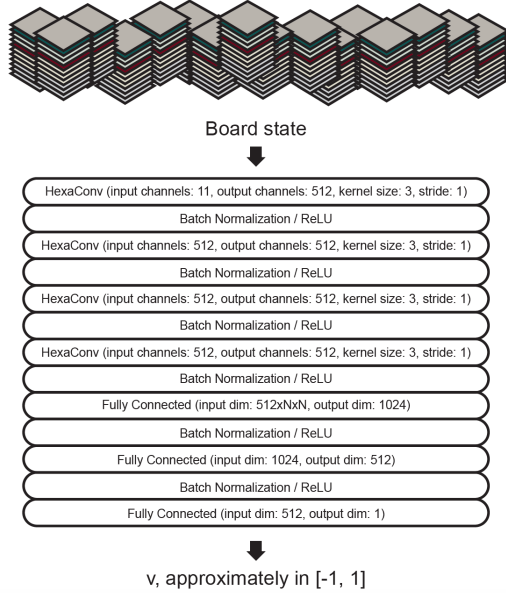 Board state
HexaConv (input channels: 11, output channels: 512, kernel size: 3, stride: 1)
Batch Normalization / ReLU
HexaConv (input channels: 512, output channels: 512, kernel size: 3, stride: 1)
Batch Normalization / ReLU
HexaConv (input channels: 512, output channels: 512, kernel size: 3, stride: 1)
Batch Normalization / ReLU
HexaConv (input channels: 512, output channels: 512, kernel size: 3, stride: 1)
Batch Normalization / ReLU
Fully Connected (input dim: 512xNxN, output dim: 1024)
Batch Normalization / ReLU
Fully Connected (input dim: 1024, output dim: 512)
Batch Normalization / ReLU
Fully Connected (input dim: 512, output dim: 1)
v, approximately in [-1, 1]